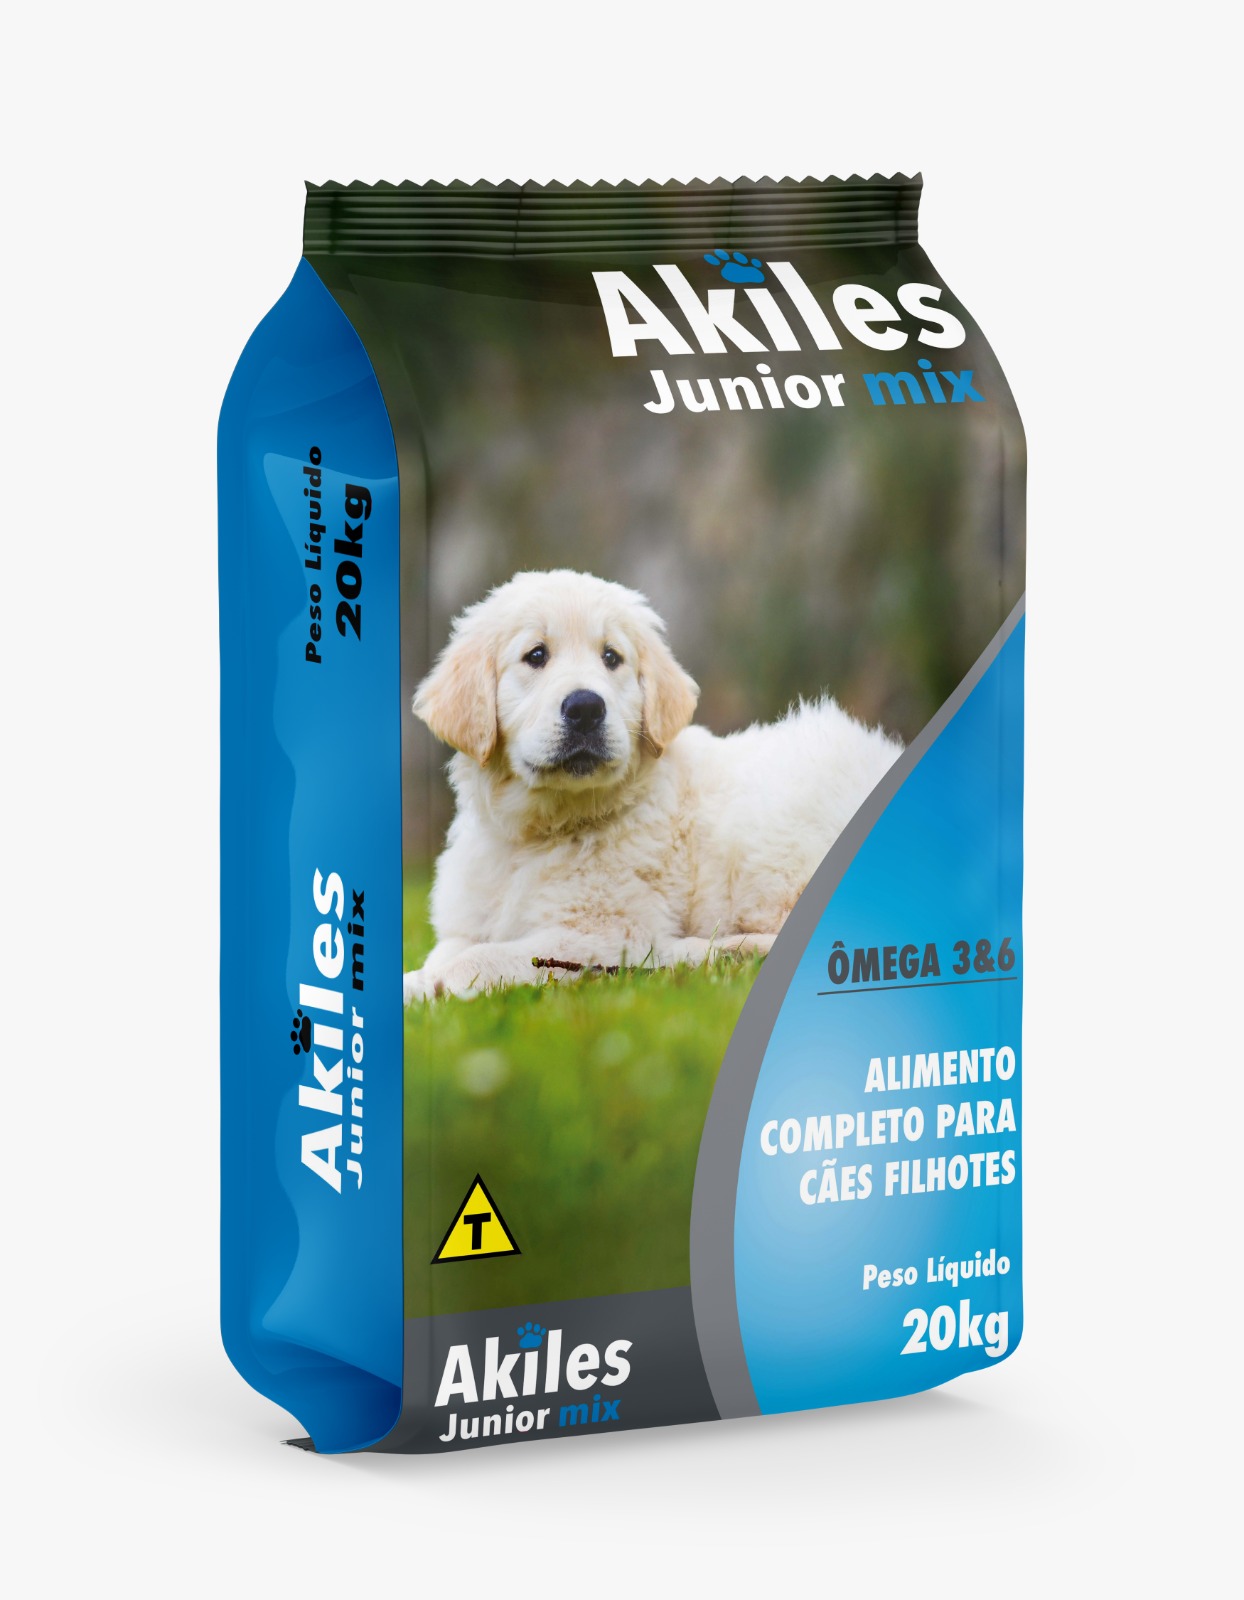 Akiles
Junior mix
Peso Líquido
20kg
Akiles
Junior mix
ÔMEGA 3&6
ALIMENTO
COMPLETO PARA
CÃES FILHOTES
Peso Líquido
20kg
T
Akiles
Junior mix